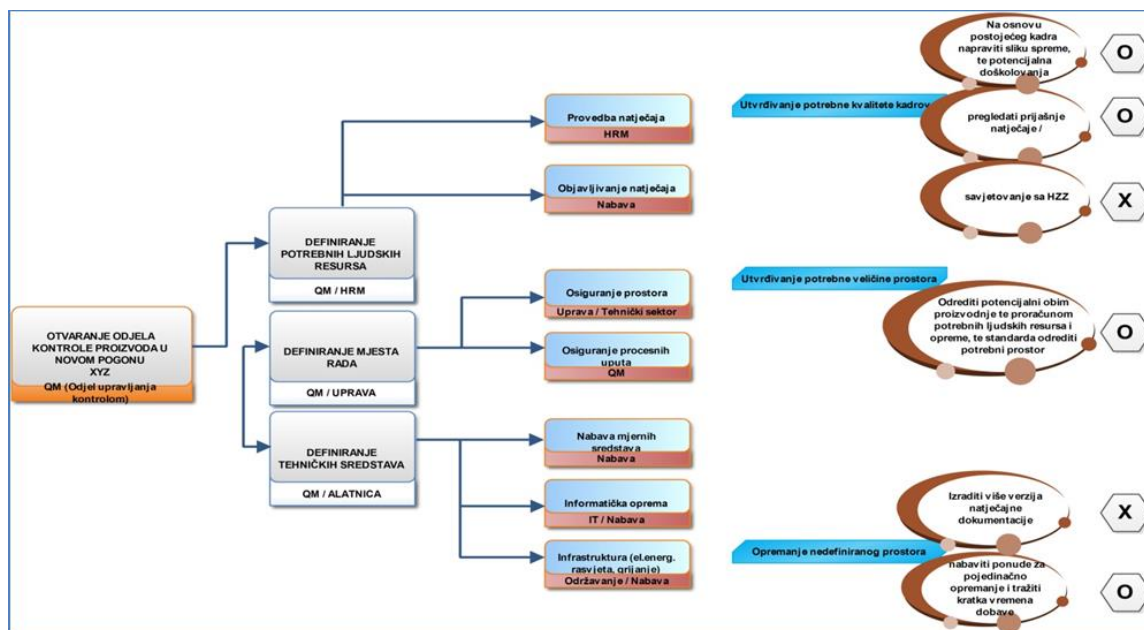 OTVARANJE ODJELA
KONTROLE PROIZVODA U
NOVOM POGONU
XYZ
QM (Odjel upravljanja
kontrolom)
DEFINIRANJE
POTREBNIH LJUDSKIH
RESURSA
QM / HRM
DEFINIRANJE MJESTA
RADA
QM / UPRAVA
DEFINIRANJE
TEHNIČKIH SREDSTAVA
QM / ALATNICA
Provedba natječaja
HRM
Objavljivanje natječaja
Nabava
Osiguranje prostora
Uprava / Tehnički sektor
Osiguranje procesnih
uputa
QM
Nabava mjernih
sredstava
Nabava
Informatička oprema
IT / Nabava
Infrastruktura (el.energ.
rasvjeta, grijanje)
Održavanje / Nabava
Utvrđivanje potrebne kvalitete kadrov
Na osnovu
postojećeg kadra
napraviti sliku spreme,
te potencijalna
doškolovanja
O
pregledati prijašnje
natječaje /
O
savjetovanje sa HZZ
X
Utvrđivanje potrebne veličine prostora
Odrediti potencijalni obim
proizvodnje te proračunom
potrebnih ljudskih resursa i
opreme, te standarda odrediti
potrebni prostor
O
Opremanje nedefiniranog prostora
Izraditi više verzija
natječajne
dokumentacije
X
nabaviti ponude za
pojedinačno
opremanje i tražiti
kratka vremena
dobave
O